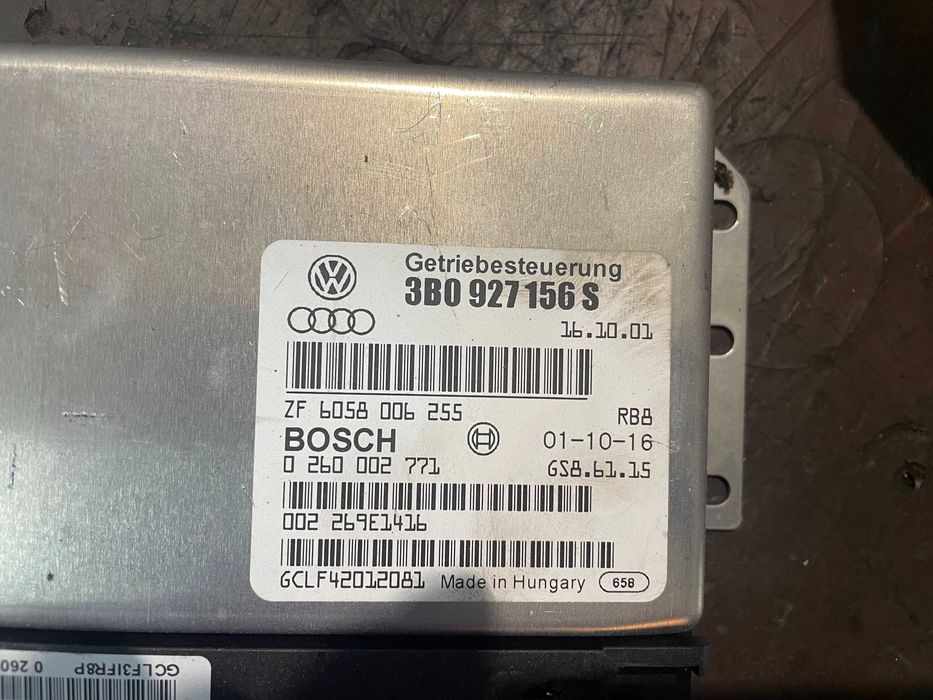 Getriebesteuerung
3B0 927 156 S
16.10.01
ZF 6058 006 255
RB8
BOSCH
01-10-16
0 260 002 771
GS8.61.15
002 269E1416
GCLF42012081 Made in Hungary 658
GCLF31FR8P 0 260